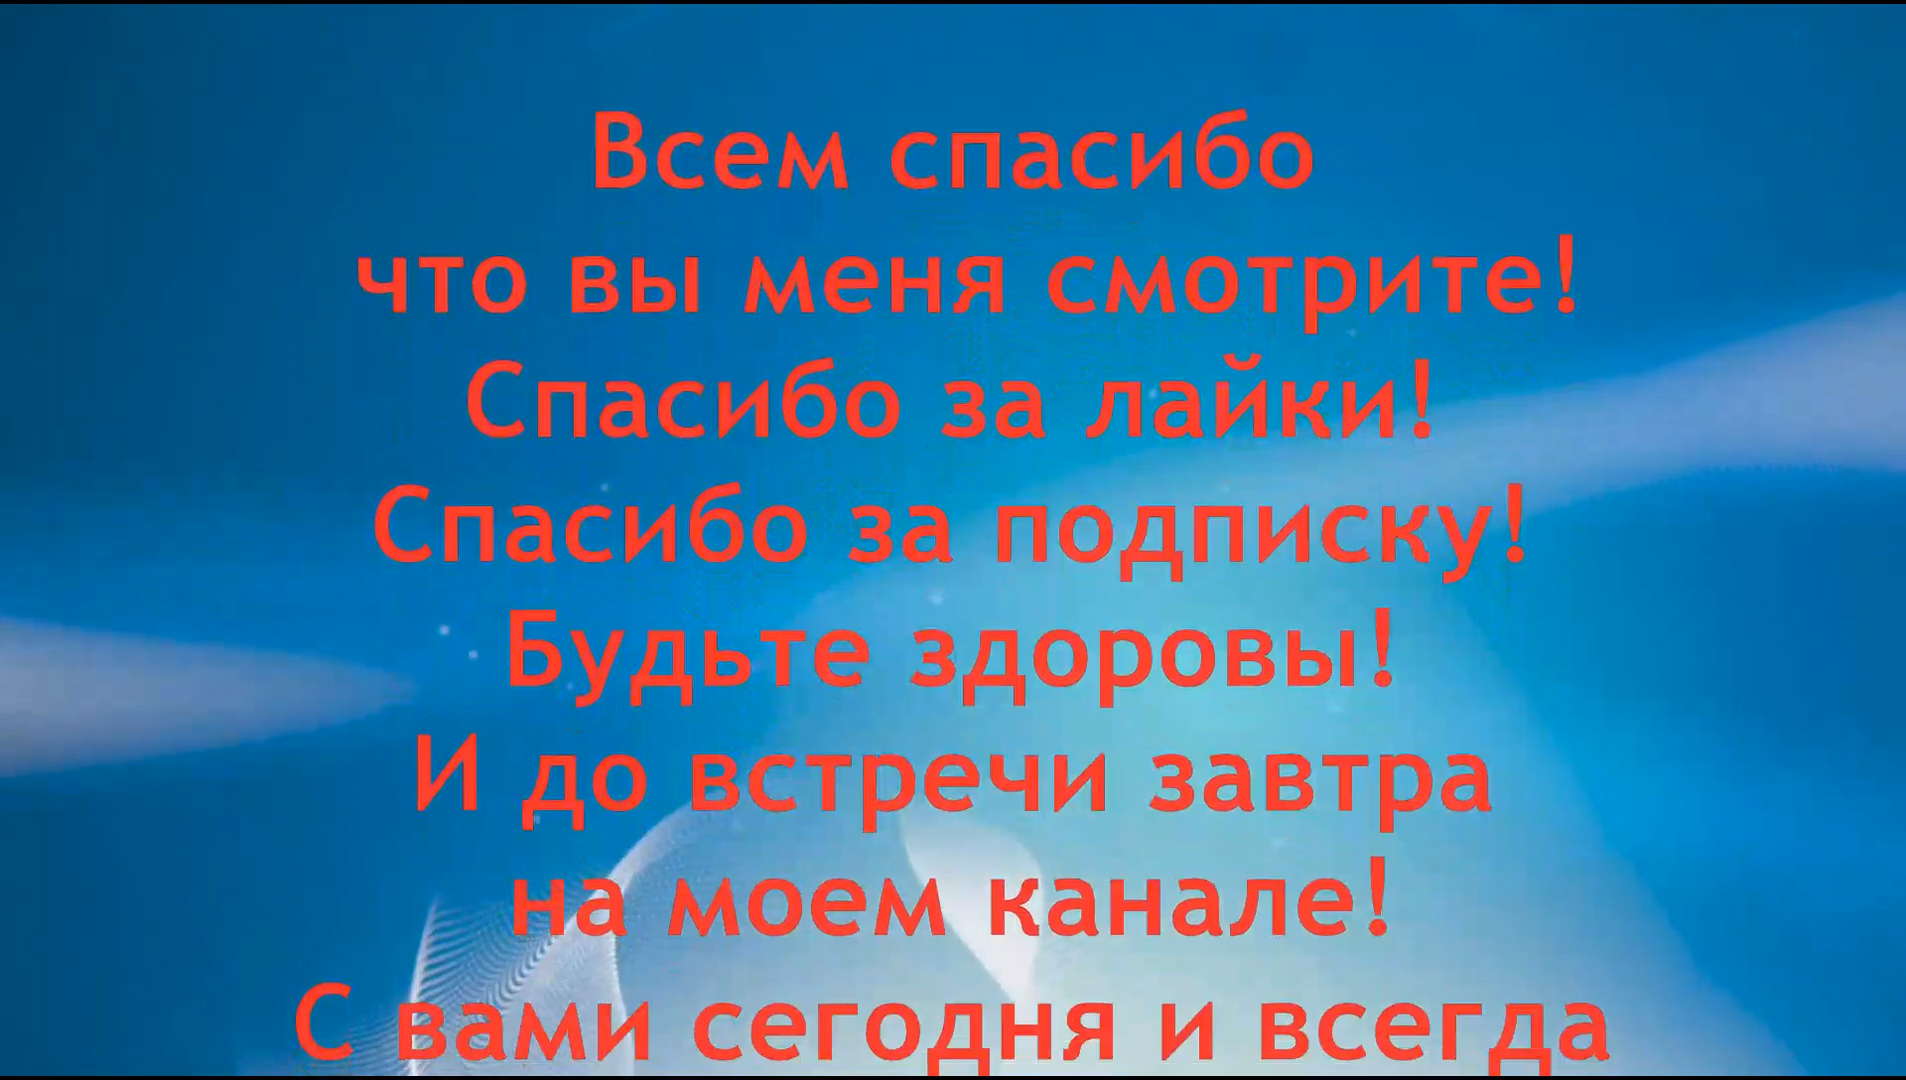 Всем спасибо
что вы меня смотрите!
Спасибо за лайки!
Спасибо за подписку!
Будьте здоровы!
И до встречи завтра
на моем канале!
С вами сегодня и всегда